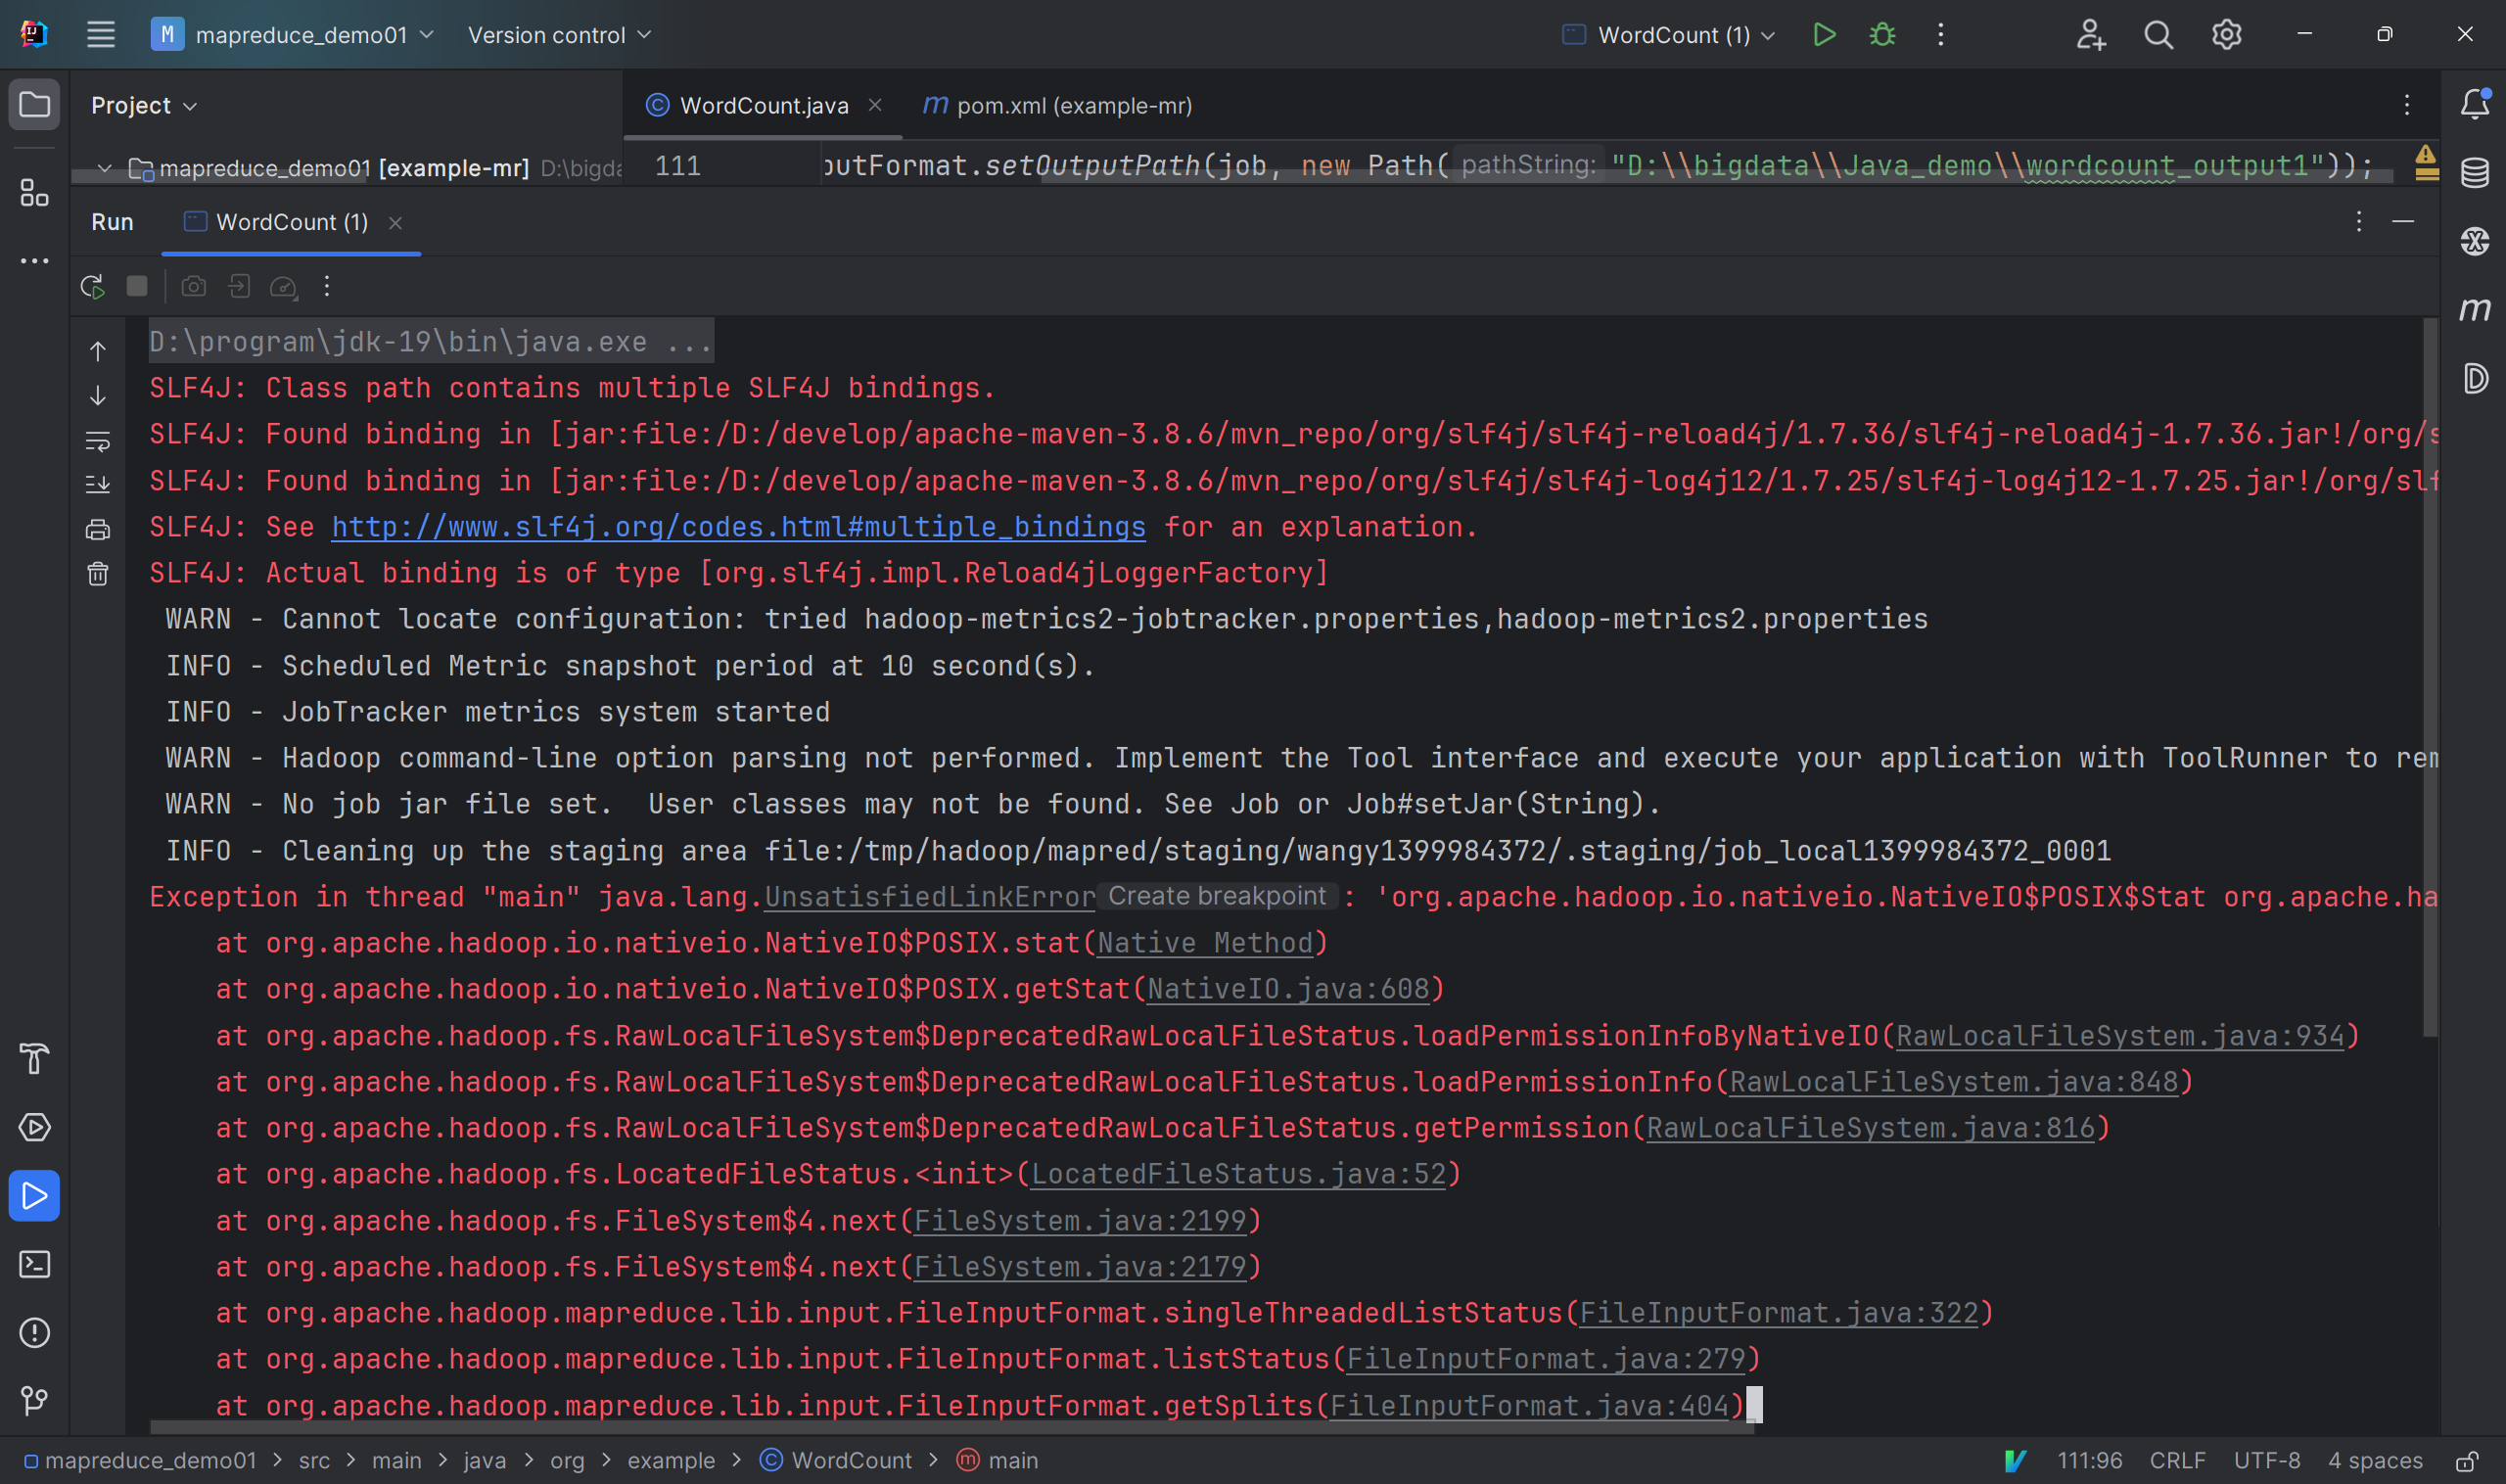 M mapreduce_demo01 Version control WordCount (1)
Project WordCount.java pom.xml (example-mr)
mapreduce_demo01 [example-mr] D:\bigda 111 putFormat.setOutputPath(job, new Path( pathString: "D:\\bigdata\\Java_demo\\wordcount_output1"));
Run WordCount (1)
D:\program\jdk-19\bin\java.exe ...
SLF4J: Class path contains multiple SLF4J bindings.
SLF4J: Found binding in [jar:file:/D:/develop/apache-maven-3.8.6/mvn_repo/org/slf4j/slf4j-reload4j/1.7.36/slf4j-reload4j-1.7.36.jar!/org/s
SLF4J: Found binding in [jar:file:/D:/develop/apache-maven-3.8.6/mvn_repo/org/slf4j/slf4j-log4j12/1.7.25/slf4j-log4j12-1.7.25.jar!/org/slf
SLF4J: See http://www.slf4j.org/codes.html#multiple_bindings for an explanation.
SLF4J: Actual binding is of type [org.slf4j.impl.Reload4jLoggerFactory]
WARN - Cannot locate configuration: tried hadoop-metrics2-jobtracker.properties,hadoop-metrics2.properties
INFO - Scheduled Metric snapshot period at 10 second(s).
INFO - JobTracker metrics system started
WARN - Hadoop command-line option parsing not performed. Implement the Tool interface and execute your application with ToolRunner to rem
WARN - No job jar file set.  User classes may not be found. See Job or Job#setJar(String).
INFO - Cleaning up the staging area file:/tmp/hadoop/mapred/staging/wangy1399984372/.staging/job_local1399984372_0001
Exception in thread "main" java.lang.UnsatisfiedLinkError Create breakpoint : 'org.apache.hadoop.io.nativeio.NativeIO$POSIX$Stat org.apache.ha
at org.apache.hadoop.io.nativeio.NativeIO$POSIX.stat(Native Method)
at org.apache.hadoop.io.nativeio.NativeIO$POSIX.getStat(NativeIO.java:608)
at org.apache.hadoop.fs.RawLocalFileSystem$DeprecatedRawLocalFileStatus.loadPermissionInfoByNativeIO(RawLocalFileSystem.java:934)
at org.apache.hadoop.fs.RawLocalFileSystem$DeprecatedRawLocalFileStatus.loadPermissionInfo(RawLocalFileSystem.java:848)
at org.apache.hadoop.fs.RawLocalFileSystem$DeprecatedRawLocalFileStatus.getPermission(RawLocalFileSystem.java:816)
at org.apache.hadoop.fs.LocatedFileStatus.<init>(LocatedFileStatus.java:52)
at org.apache.hadoop.fs.FileSystem$4.next(FileSystem.java:2199)
at org.apache.hadoop.fs.FileSystem$4.next(FileSystem.java:2179)
at org.apache.hadoop.mapreduce.lib.input.FileInputFormat.singleThreadedListStatus(FileInputFormat.java:322)
at org.apache.hadoop.mapreduce.lib.input.FileInputFormat.listStatus(FileInputFormat.java:279)
at org.apache.hadoop.mapreduce.lib.input.FileInputFormat.getSplits(FileInputFormat.java:404)
mapreduce_demo01 > src > main > java > org > example > WordCount > main 111:96 CRLF UTF-8 4 spaces